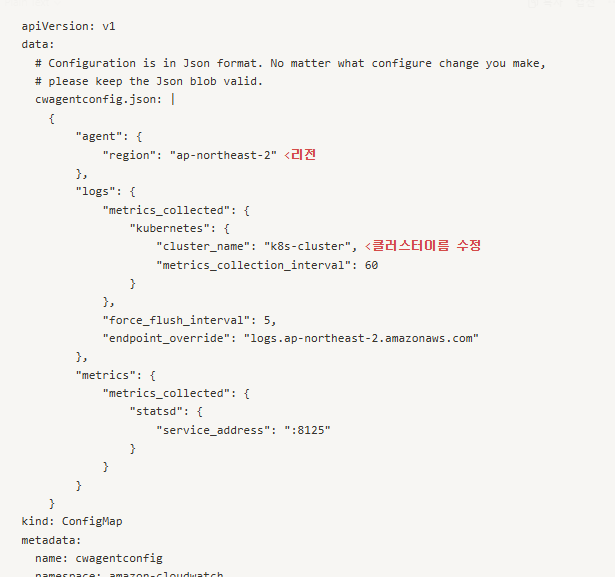 apiVersion: v1
data:
# Configuration is in Json format. No matter what configure change you make,
# please keep the Json blob valid.
cwagentconfig.json: |
{
"agent": {
"region": "ap-northeast-2" <리전
},
"logs": {
"metrics_collected": {
"kubernetes": {
"cluster_name": "k8s-cluster", <클러스터이름 수정
"metrics_collection_interval": 60
}
},
"force_flush_interval": 5,
"endpoint_override": "logs.ap-northeast-2.amazonaws.com"
},
"metrics": {
"metrics_collected": {
"statsd": {
"service_address": ":8125"
}
}
}
}
kind: ConfigMap
metadata:
name: cwagentconfig
namespace: amazon-cloudwatch